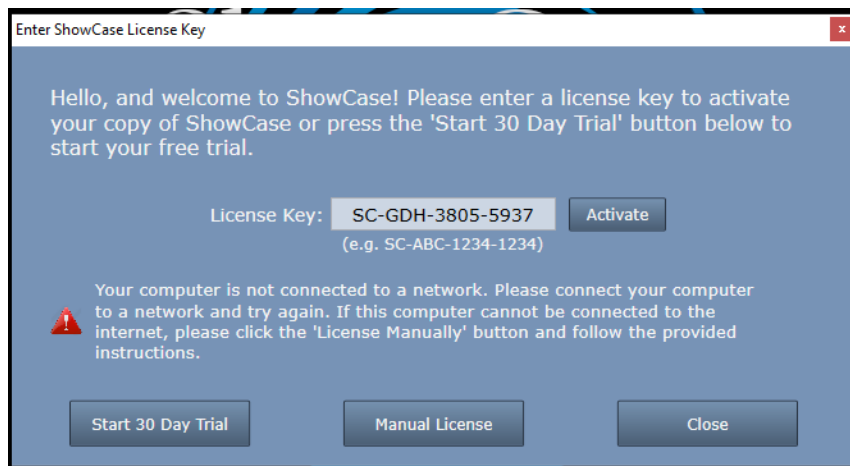 Enter ShowCase License Key
x
Hello, and welcome to ShowCase! Please enter a license key to activate
your copy of ShowCase or press the 'Start 30 Day Trial' button below to
start your free trial.
License Key: SC-GDH-3805-5937 Activate
(e.g. SC-ABC-1234-1234)
Your computer is not connected to a network. Please connect your computer
to a network and try again. If this computer cannot be connected to the
internet, please click the 'License Manually' button and follow the provided
instructions.
Start 30 Day Trial Manual License Close